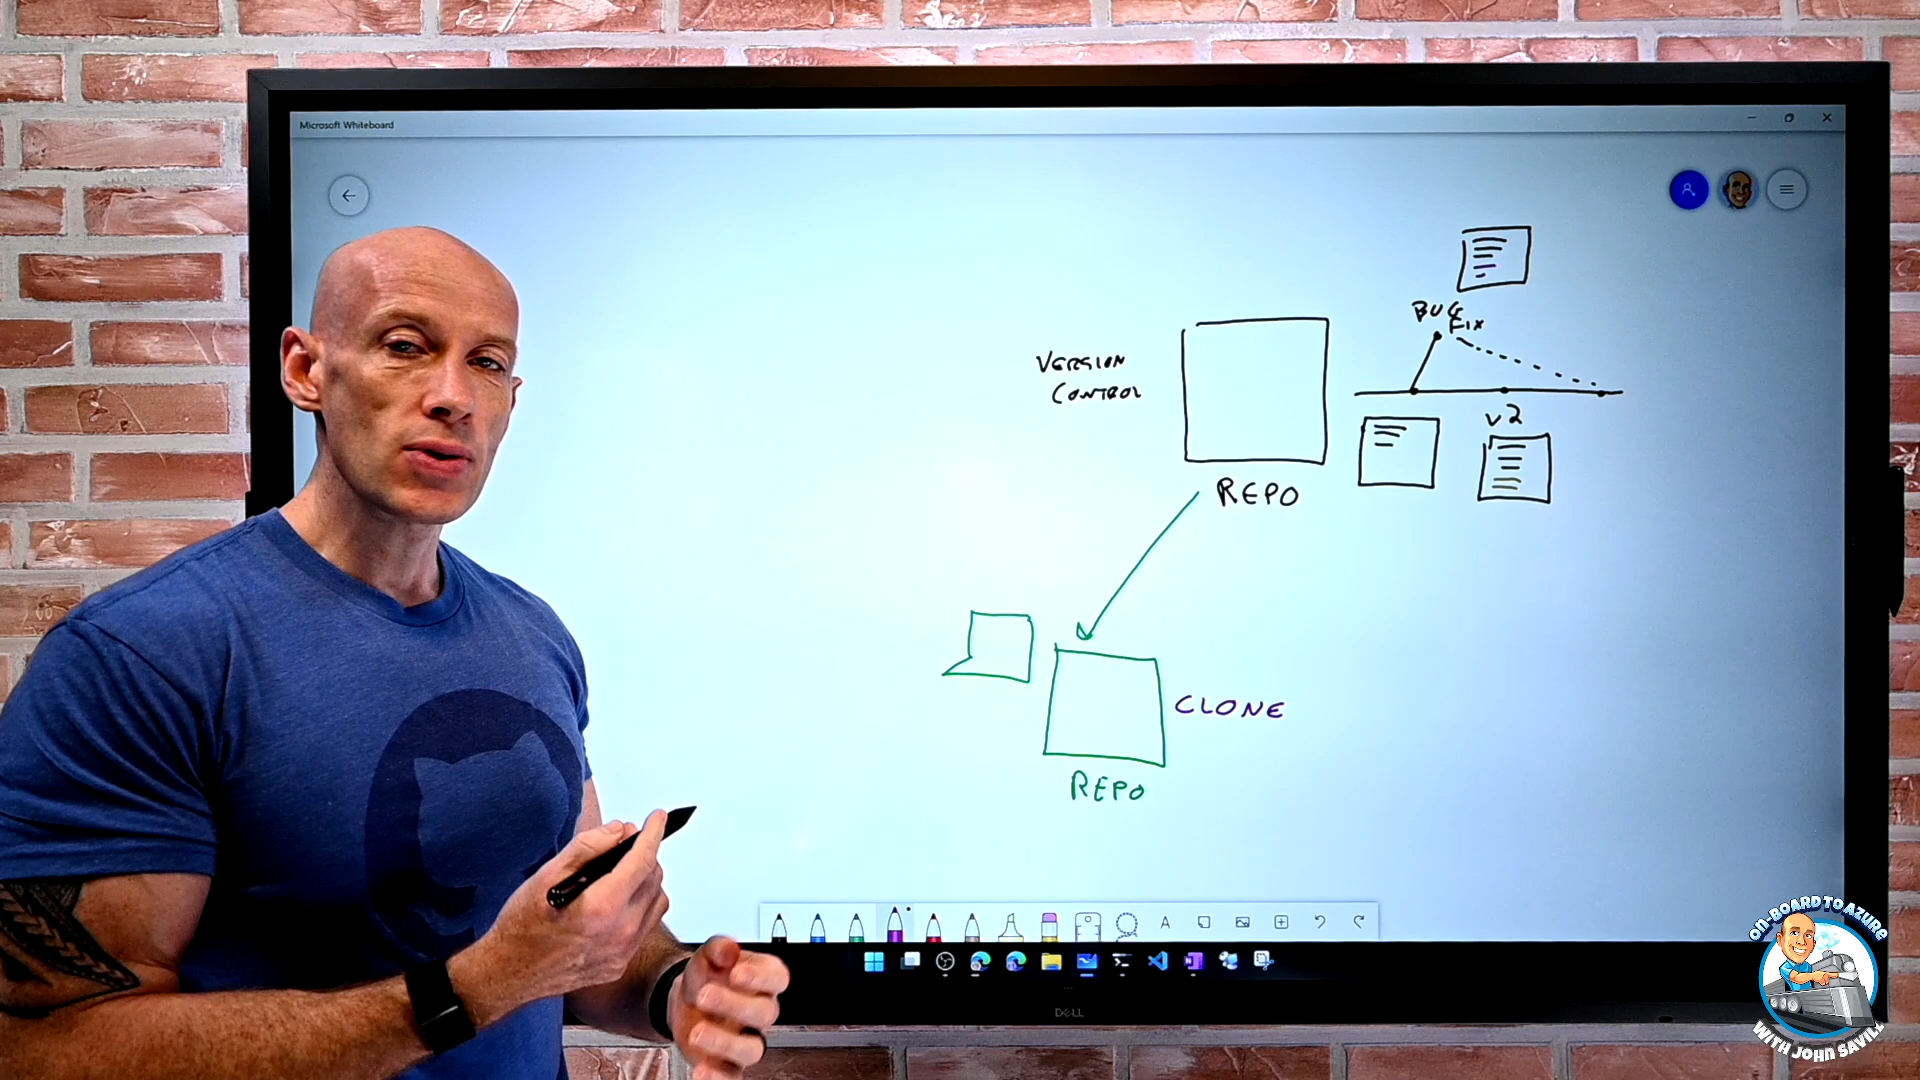 Microsoft Whiteboard
BUG
FIX
VERSION
CONTROL
V2
REPO
CLONE
REPO
A
DELL
ON-BOARD TO AZURE
WITH JOHN SAVILL